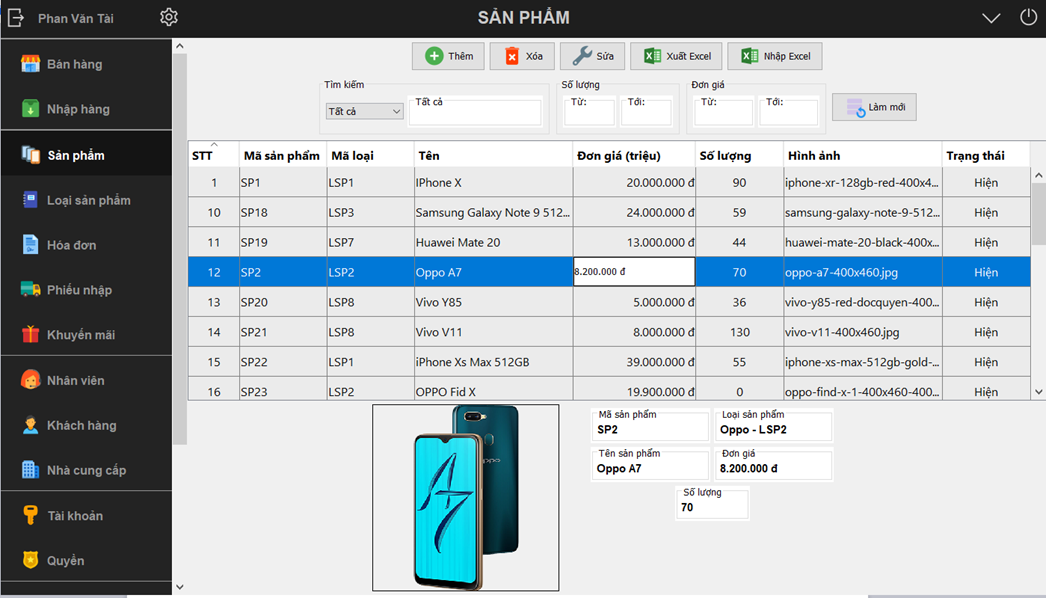 Phan Văn Tài
SẢN PHẨM
Bán hàng
Nhập hàng
Sản phẩm
Loại sản phẩm
Hóa đơn
Phiếu nhập
Khuyến mãi
Nhân viên
Khách hàng
Nhà cung cấp
Tài khoản
Quyền
Thêm Xóa Sửa Xuất Excel Nhập Excel
Tìm kiếm Số lượng Đơn giá
Tất cả Tất cả Từ: Tới: Từ: Tới: Làm mới
STT Mã sản phẩm Mã loại Tên Đơn giá (triệu) Số lượng Hình ảnh Trạng thái
1 SP1 LSP1 IPhone X 20.000.000 đ 90 iphone-xr-128gb-red-400x4... Hiện
10 SP18 LSP3 Samsung Galaxy Note 9 512... 24.000.000 đ 59 samsung-galaxy-note-9-512... Hiện
11 SP19 LSP7 Huawei Mate 20 13.000.000 đ 44 huawei-mate-20-black-400x... Hiện
12 SP2 LSP2 Oppo A7 8.200.000 đ 70 oppo-a7-400x460.jpg Hiện
13 SP20 LSP8 Vivo Y85 5.000.000 đ 36 vivo-y85-red-docquyen-400... Hiện
14 SP21 LSP8 Vivo V11 8.000.000 đ 130 vivo-v11-400x460.jpg Hiện
15 SP22 LSP1 iPhone Xs Max 512GB 39.000.000 đ 55 iphone-xs-max-512gb-gold-... Hiện
16 SP23 LSP2 OPPO Fid X 19.900.000 đ 0 oppo-find-x-1-400x460-400... Hiện
A7
oppo
Mã sản phẩm Loại sản phẩm
SP2 Oppo - LSP2
Tên sản phẩm Đơn giá
Oppo A7 8.200.000 đ
Số lượng
70